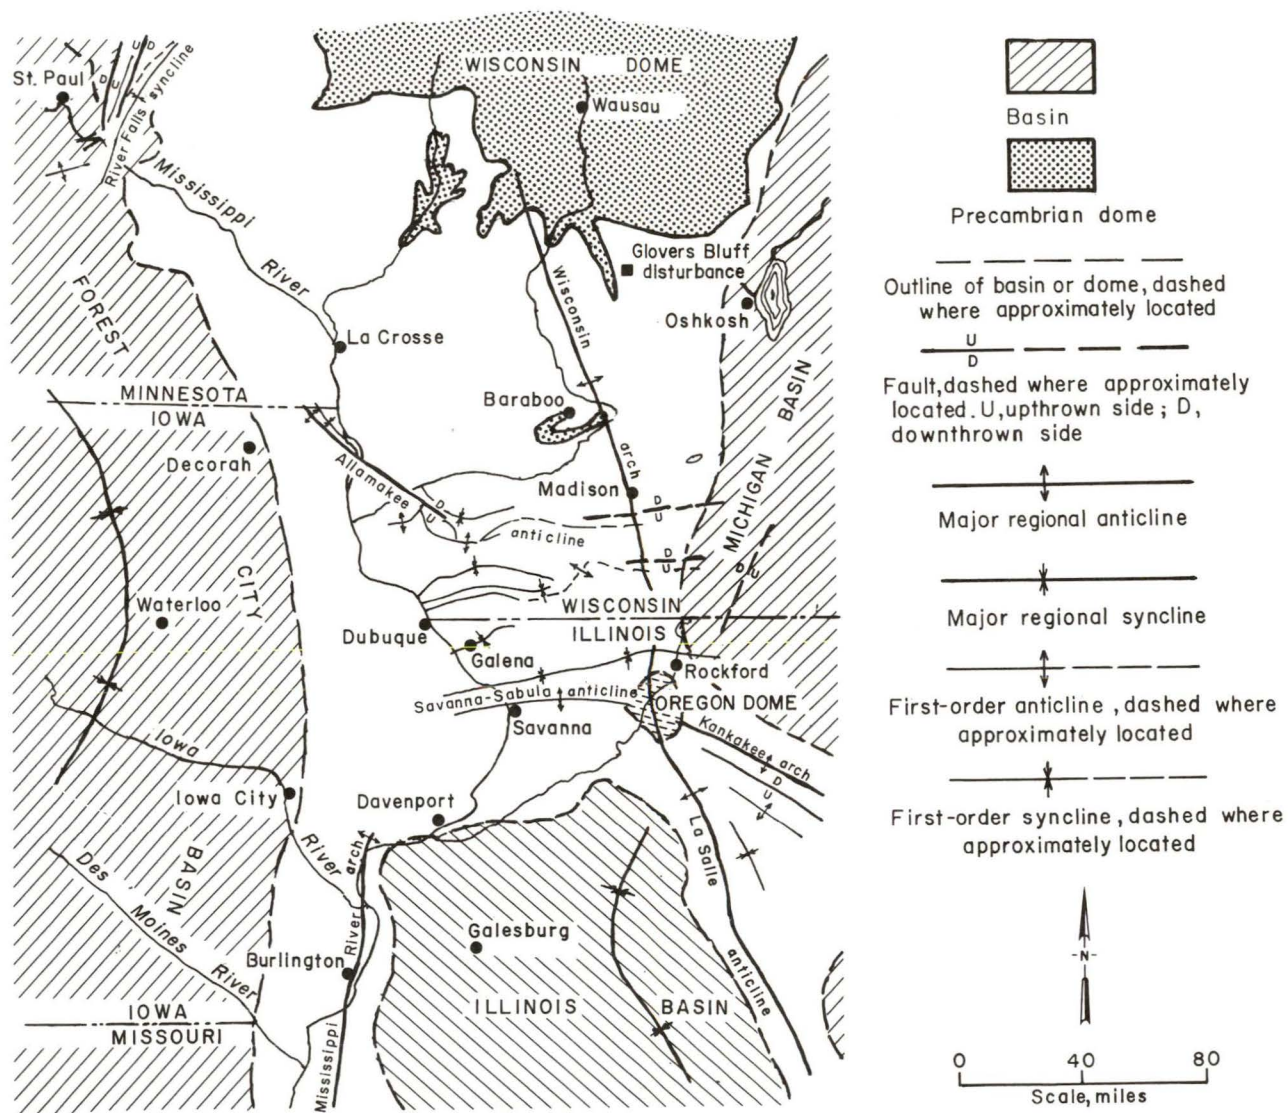 WISCONSIN DOME
St. Paul
Wausau
River Falls syncline
U
D
D
U
Mississippi
River
Glovers Bluff
disturbance
Oshkosh
Wisconsin
arch
FOREST
CITY
BASIN
La Crosse
MINNESOTA
IOWA
Baraboo
Decorah
Allamakee
anticline
D
U
Madison
D
U
MICHIGAN BASIN
D
U
D U
Waterloo
WISCONSIN
ILLINOIS
Dubuque
Galena
Rockford
Savanna-Sabula anticline
OREGON DOME
Savanna
Kankakee arch
D
U
Iowa
River
Iowa City
Davenport
La Salle
anticline
Des
Moines
River
Mississippi
River
arch
Galesburg
Burlington
ILLINOIS BASIN
IOWA
MISSOURI
Basin
Precambrian dome
Outline of basin or dome, dashed
where approximately located
U
D
Fault, dashed where approximately
located. U, upthrown side; D,
downthrown side
Major regional anticline
Major regional syncline
First-order anticline, dashed where
approximately located
First-order syncline, dashed where
approximately located
-N-
0 40 80
Scale, miles